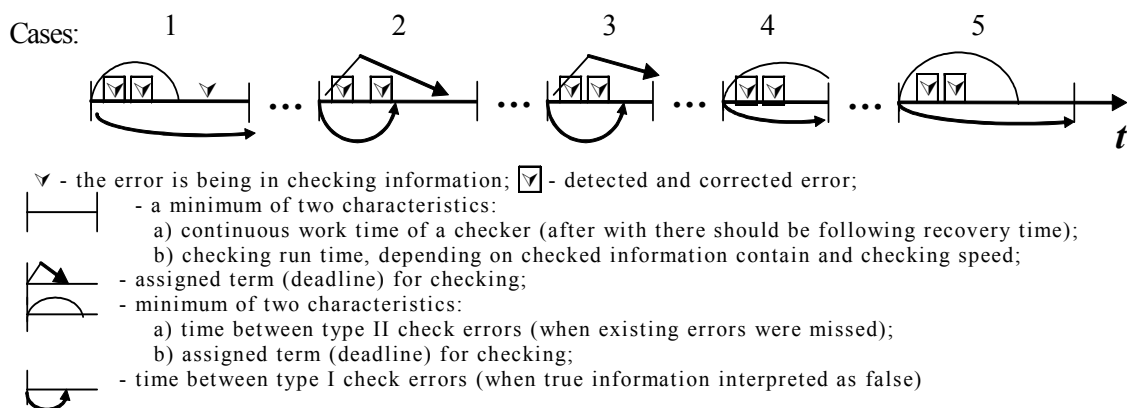 Cases: 1 2 3 4 5
... ... ... ...
t
- the error is being in checking information; - detected and corrected error;
- a minimum of two characteristics:
a) continuous work time of a checker (after with there should be following recovery time);
b) checking run time, depending on checked information contain and checking speed;
- assigned term (deadline) for checking;
- minimum of two characteristics:
a) time between type II check errors (when existing errors were missed);
b) assigned term (deadline) for checking;
- time between type I check errors (when true information interpreted as false)